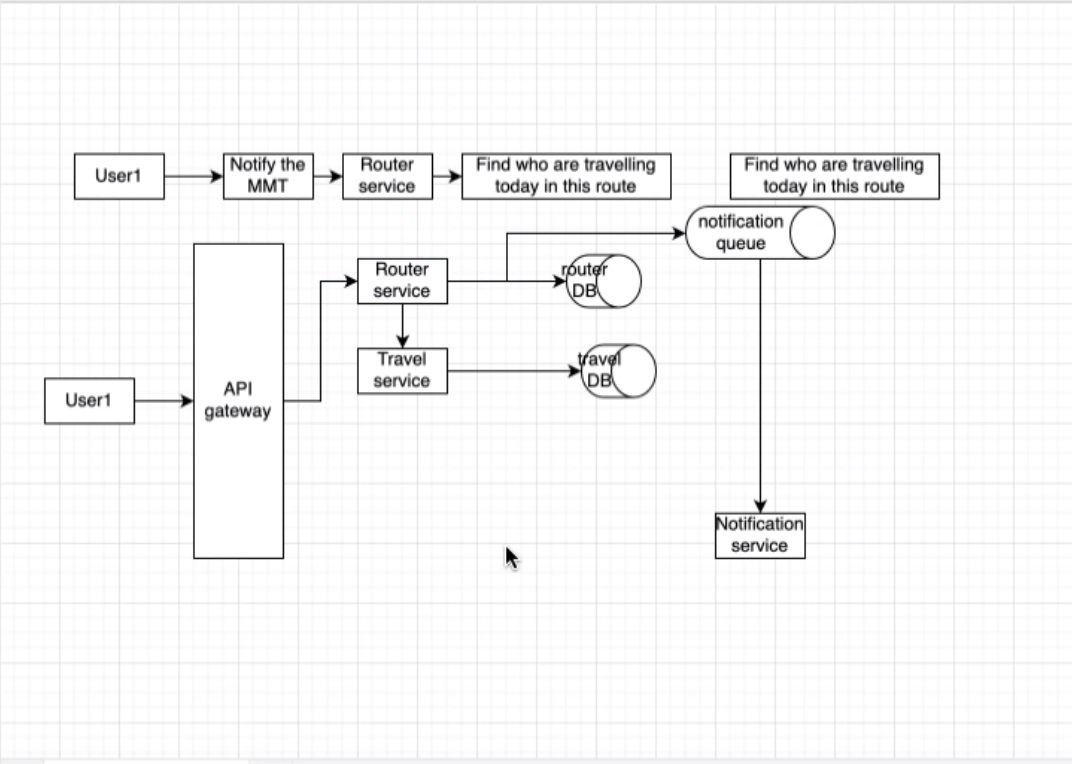 User1
Notify the
MMT
Router
service
Find who are travelling
today in this route
Find who are travelling
today in this route
notification
queue
Router
service
router
DB
Travel
service
travel
DB
User1
API
gateway
Notification
service